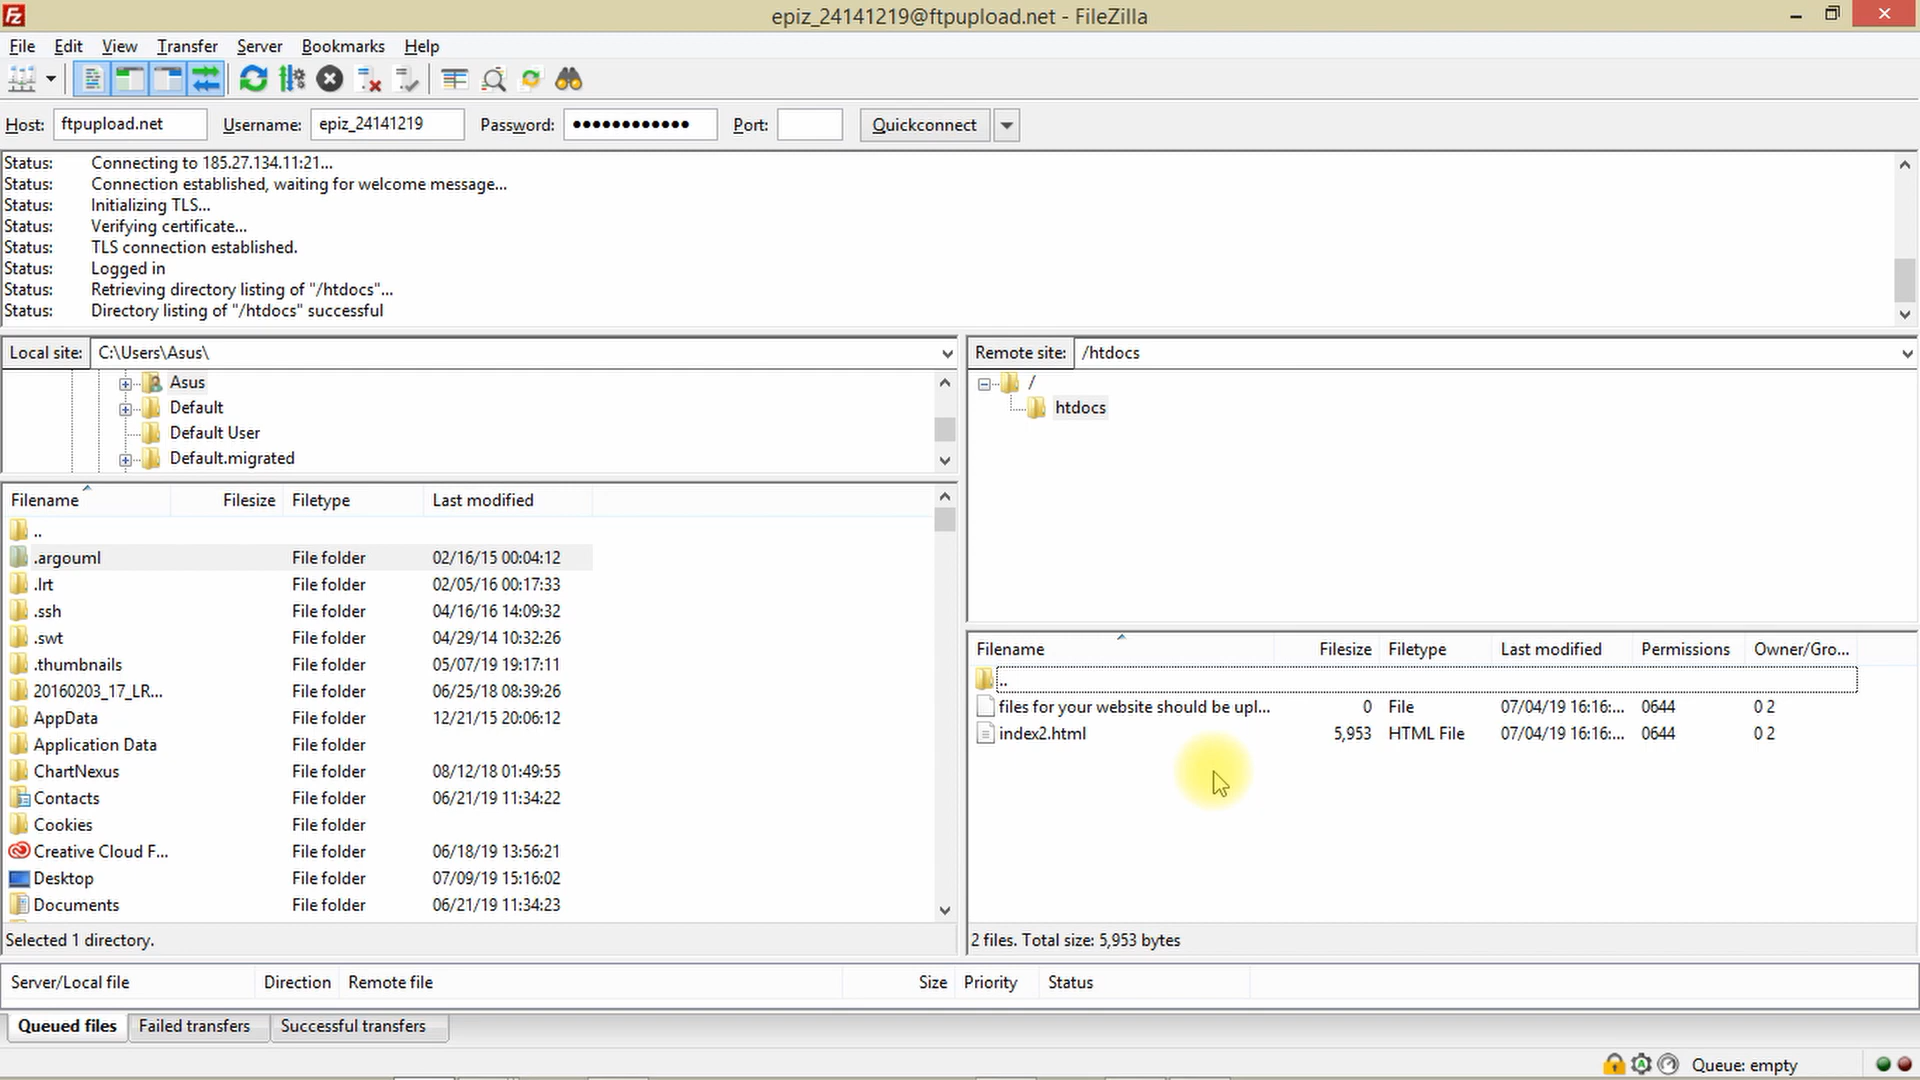 epiz_24141219@ftpupload.net - FileZilla
File Edit View Transfer Server Bookmarks Help
Host: ftpupload.net Username: epiz_24141219 Password: ●●●●●●●●●●●● Port: Quickconnect
Status: Connecting to 185.27.134.11:21...
Status: Connection established, waiting for welcome message...
Status: Initializing TLS...
Status: Verifying certificate...
Status: TLS connection established.
Status: Logged in
Status: Retrieving directory listing of "/htdocs"...
Status: Directory listing of "/htdocs" successful
Local site: C:\Users\Asus\
Asus
Default
Default User
Default.migrated
Filename Filesize Filetype Last modified
..
.argouml File folder 02/16/15 00:04:12
.lrt File folder 02/05/16 00:17:33
.ssh File folder 04/16/16 14:09:32
.swt File folder 04/29/14 10:32:26
.thumbnails File folder 05/07/19 19:17:11
20160203_17_LR... File folder 06/25/18 08:39:26
AppData File folder 12/21/15 20:06:12
Application Data File folder
ChartNexus File folder 08/12/18 01:49:55
Contacts File folder 06/21/19 11:34:22
Cookies File folder
Creative Cloud F... File folder 06/18/19 13:56:21
Desktop File folder 07/09/19 15:16:02
Documents File folder 06/21/19 11:34:23
Selected 1 directory.
Remote site: /htdocs
/
htdocs
Filename Filesize Filetype Last modified Permissions Owner/Gro...
..
files for your website should be upl... 0 File 07/04/19 16:16:... 0644 0 2
index2.html 5,953 HTML File 07/04/19 16:16:... 0644 0 2
2 files. Total size: 5,953 bytes
Server/Local file Direction Remote file Size Priority Status
Queued files Failed transfers Successful transfers
Queue: empty